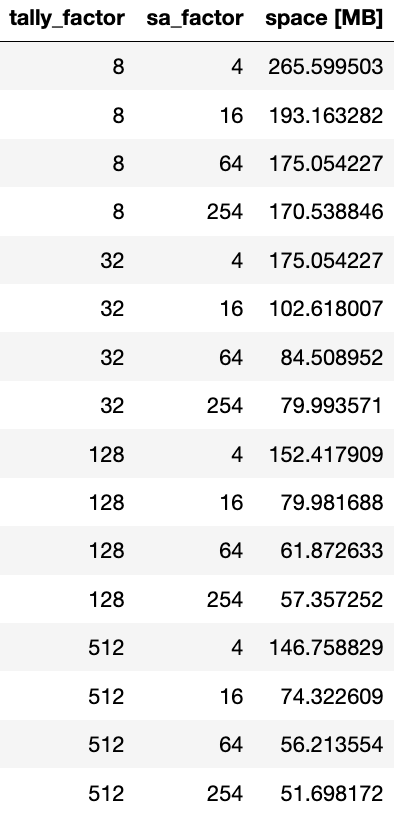 tally_factor sa_factor space [MB]
8 4 265.599503
8 16 193.163282
8 64 175.054227
8 254 170.538846
32 4 175.054227
32 16 102.618007
32 64 84.508952
32 254 79.993571
128 4 152.417909
128 16 79.981688
128 64 61.872633
128 254 57.357252
512 4 146.758829
512 16 74.322609
512 64 56.213554
512 254 51.698172